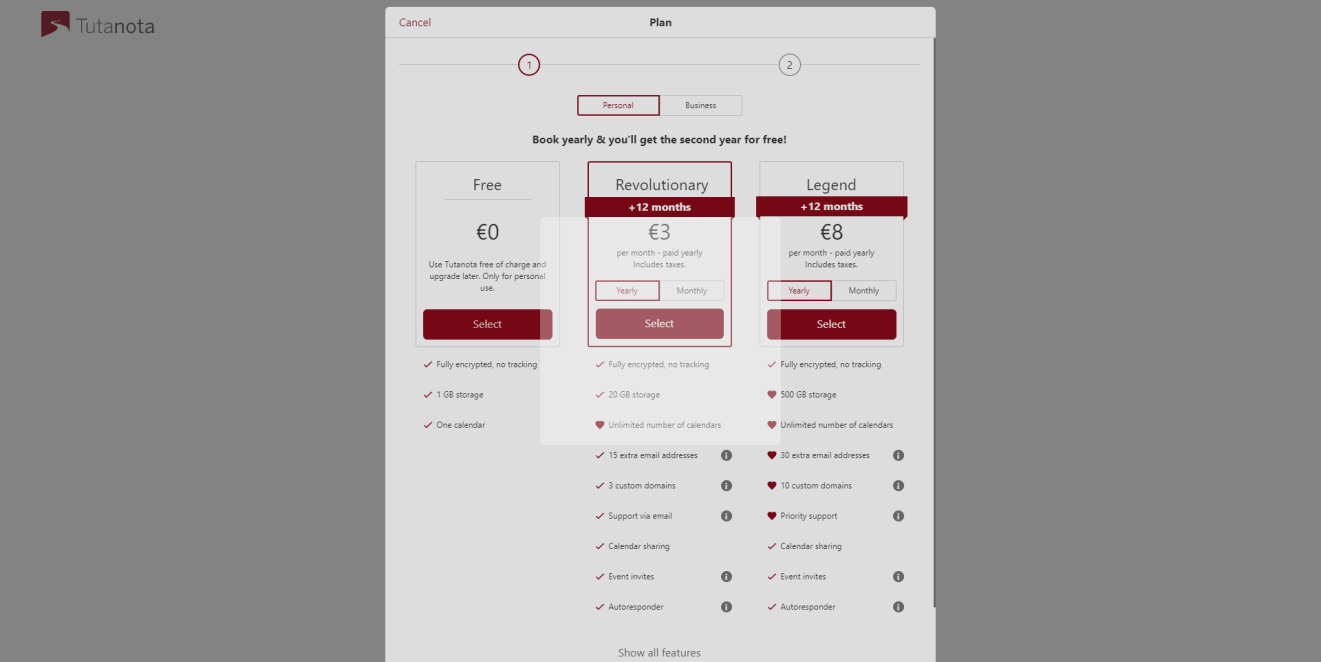 Tutanota
Cancel
Plan
1
2
Personal
Business
Book yearly & you'll get the second year for free!
Free
€0
Use Tutanota free of charge and
upgrade later. Only for personal
use.
Select
Fully encrypted, no tracking
1 GB storage
One calendar
Revolutionary
+12 months
€3
per month - paid yearly
Includes taxes.
Yearly
Monthly
Select
Fully encrypted, no tracking
20 GB storage
Unlimited number of calendars
15 extra email addresses
3 custom domains
Support via email
Calendar sharing
Event invites
Autoresponder
Legend
+12 months
€8
per month - paid yearly
Includes taxes.
Yearly
Monthly
Select
Fully encrypted, no tracking
500 GB storage
Unlimited number of calendars
30 extra email addresses
10 custom domains
Priority support
Calendar sharing
Event invites
Autoresponder
Show all features